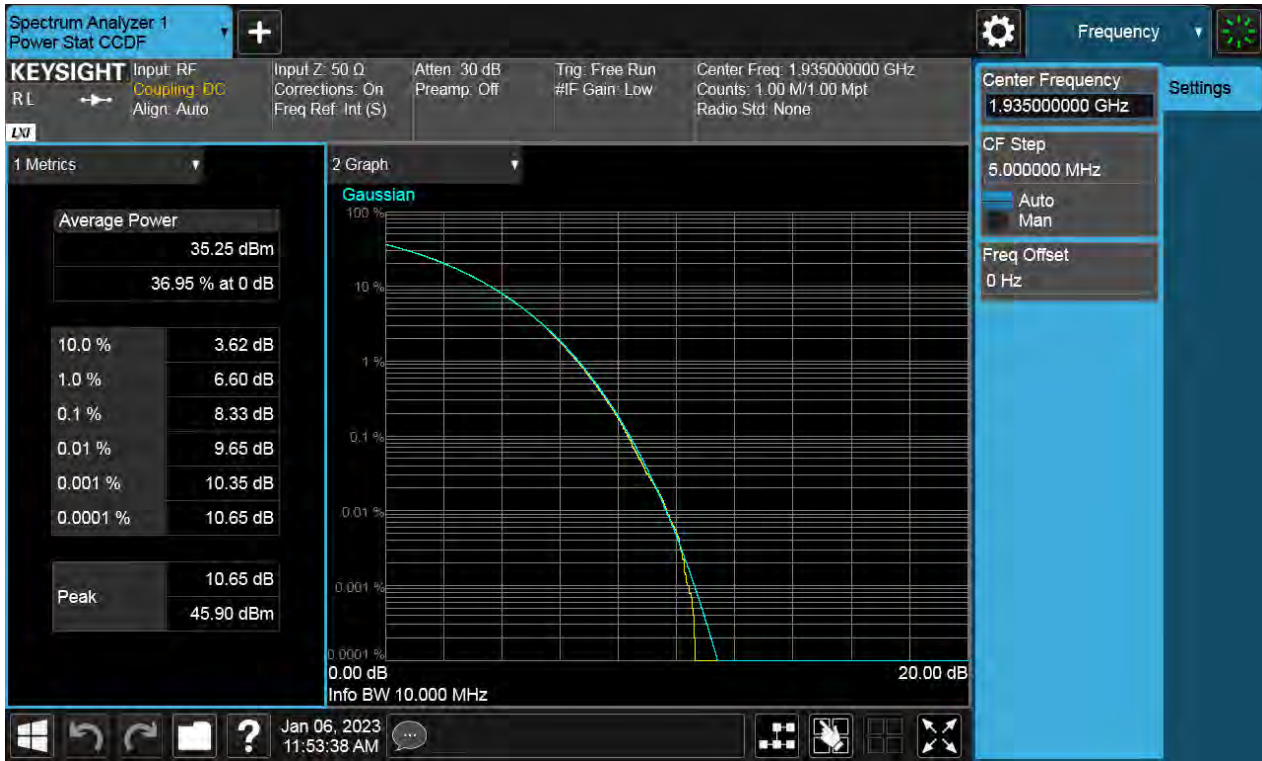 Spectrum Analyzer 1
Power Stat CCDF
+
Frequency
KEYSIGHT
RL
LXI
Input: RF
Coupling: DC
Align: Auto
Input Z: 50 Ω
Corrections: On
Freq Ref: Int (S)
Atten: 30 dB
Preamp: Off
Trig: Free Run
#IF Gain: Low
Center Freq: 1.935000000 GHz
Counts: 1.00 M/1.00 Mpt
Radio Std: None
Center Frequency
1.935000000 GHz
Settings
CF Step
5.000000 MHz
Auto
Man
Freq Offset
0 Hz
1 Metrics
Average Power
35.25 dBm
36.95 % at 0 dB
10.0 % 3.62 dB
1.0 % 6.60 dB
0.1 % 8.33 dB
0.01 % 9.65 dB
0.001 % 10.35 dB
0.0001 % 10.65 dB
Peak
10.65 dB
45.90 dBm
2 Graph
Gaussian
100 %
10 %
1 %
0.1 %
0.01 %
0.001 %
0.0001 %
0.00 dB 20.00 dB
Info BW 10.000 MHz
?
Jan 06, 2023
11:53:38 AM